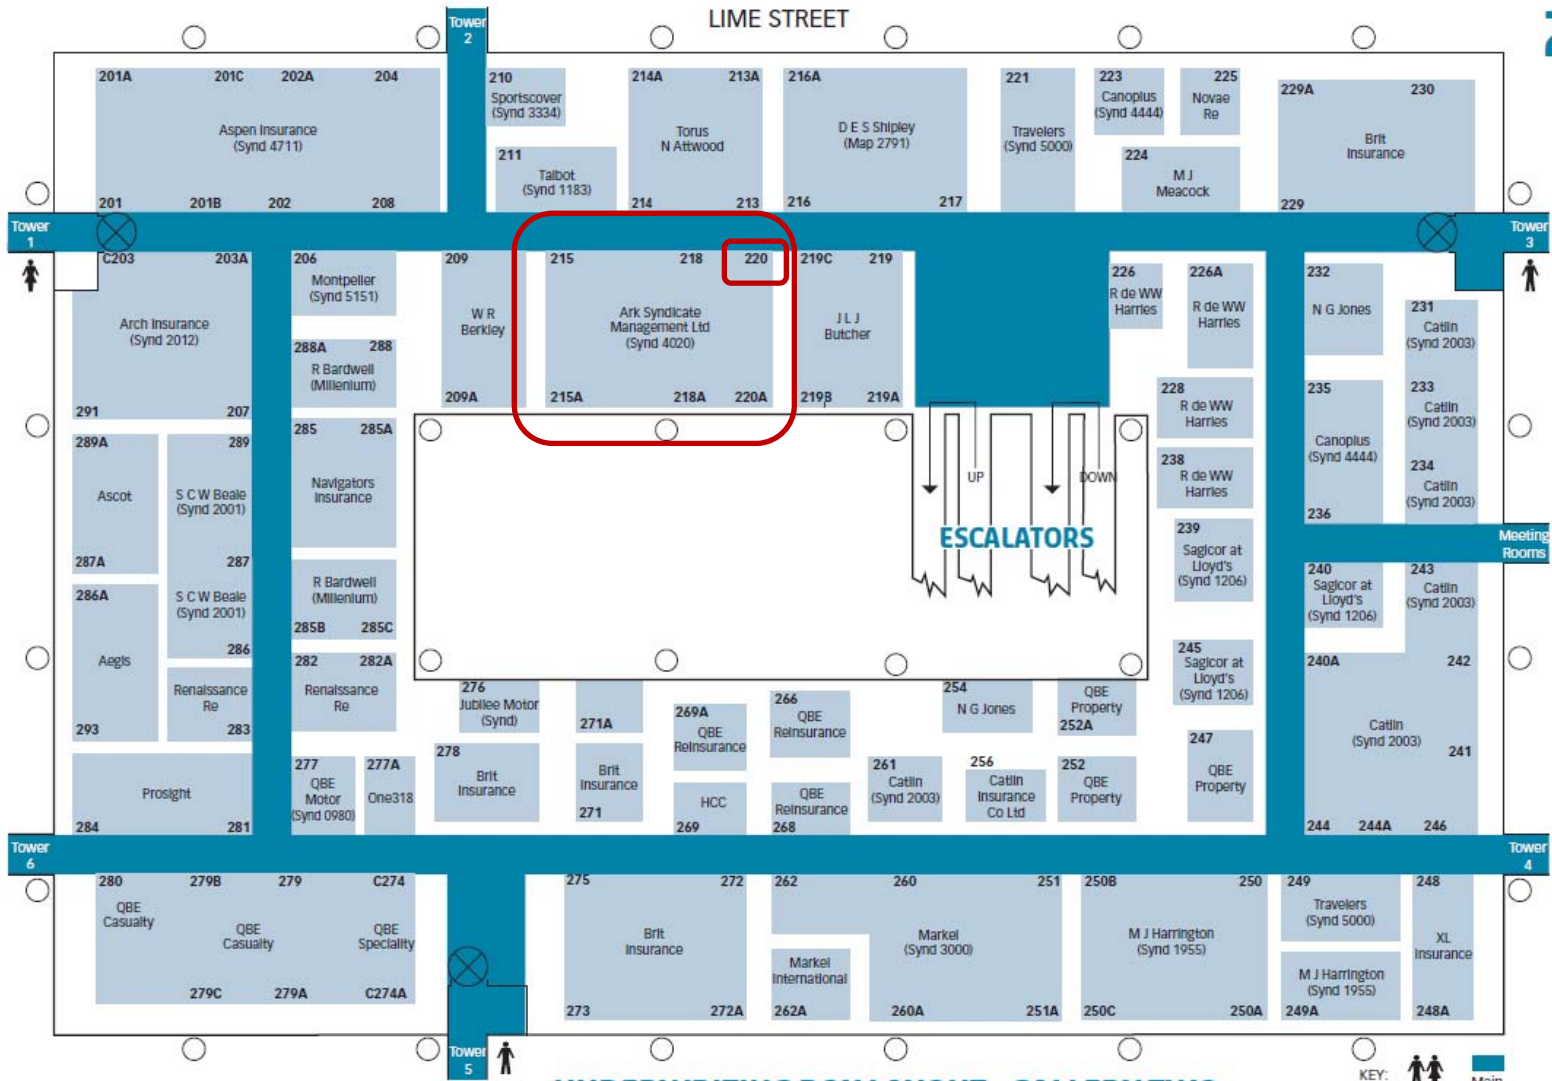 LIME STREET
Tower
2
201A 201C 202A 204
Aspen Insurance
(Synd 4711)
201 201B 202 208
210
Sportscover
(Synd 3334)
211
Talbot
(Synd 1183)
214A 213A
Torus
N Attwood
214 213
216A
D E S Shipley
(Map 2791)
216 217
221
Travelers
(Synd 5000)
223
Canopius
(Synd 4444)
225
Novae
Re
224
M J
Meacock
229A 230
Brit
Insurance
229
Tower
1
Tower
3
C203 203A
Arch Insurance
(Synd 2012)
291 207
206
Montpelier
(Synd 5151)
288A 288
R Bardwell
(Millenium)
209
W R
Berkley
209A
215 218 220
Ark Syndicate
Management Ltd
(Synd 4020)
215A 218A 220A
219C 219
J L J
Butcher
219B 219A
226
R de WW
Harries
226A
R de WW
Harries
228
R de WW
Harries
238
R de WW
Harries
232
N G Jones
231
Catlin
(Synd 2003)
233
Catlin
(Synd 2003)
234
Catlin
(Synd 2003)
235
Canopius
(Synd 4444)
236
289A
Ascot
287A
289
S C W Beale
(Synd 2001)
287
S C W Beale
(Synd 2001)
286
285 285A
Navigators
Insurance
R Bardwell
(Millenium)
285B 285C
UP
DOWN
ESCALATORS
239
Sagicor at
Lloyd's
(Synd 1206)
Meeting
Rooms
240
Sagicor at
Lloyd's
(Synd 1206)
243
Catlin
(Synd 2003)
286A
Aegis
293
Renaissance
Re
283
282 282A
Renaissance
Re
245
Sagicor at
Lloyd's
(Synd 1206)
240A 242
Catlin
(Synd 2003)
241
244 244A 246
276
Jubilee Motor
(Synd)
271A
269A
QBE
Reinsurance
266
QBE
Reinsurance
254
N G Jones
QBE
Property
252A
247
QBE
Property
Prosight
284 281
277
QBE
Motor
(Synd 0980)
277A
One318
278
Brit
Insurance
Brit
Insurance
271
HCC
269
QBE
Reinsurance
268
261
Catlin
(Synd 2003)
256
Catlin
Insurance
Co Ltd
252
QBE
Property
Tower
6
Tower
4
280 279B 279 C274
QBE
Casualty
QBE
Casualty
QBE
Speciality
279C 279A C274A
275 272
Brit
Insurance
273 272A
262 260 251
Markel
(Synd 3000)
Markel
International
262A 260A 251A
250B 250
M J Harrington
(Synd 1955)
250C 250A
249
Travelers
(Synd 5000)
M J Harrington
(Synd 1955)
249A
248
XL
Insurance
248A
Tower
5
UNDERWRITING ROOM LAYOUT - GALLERY TWO
KEY:
Main